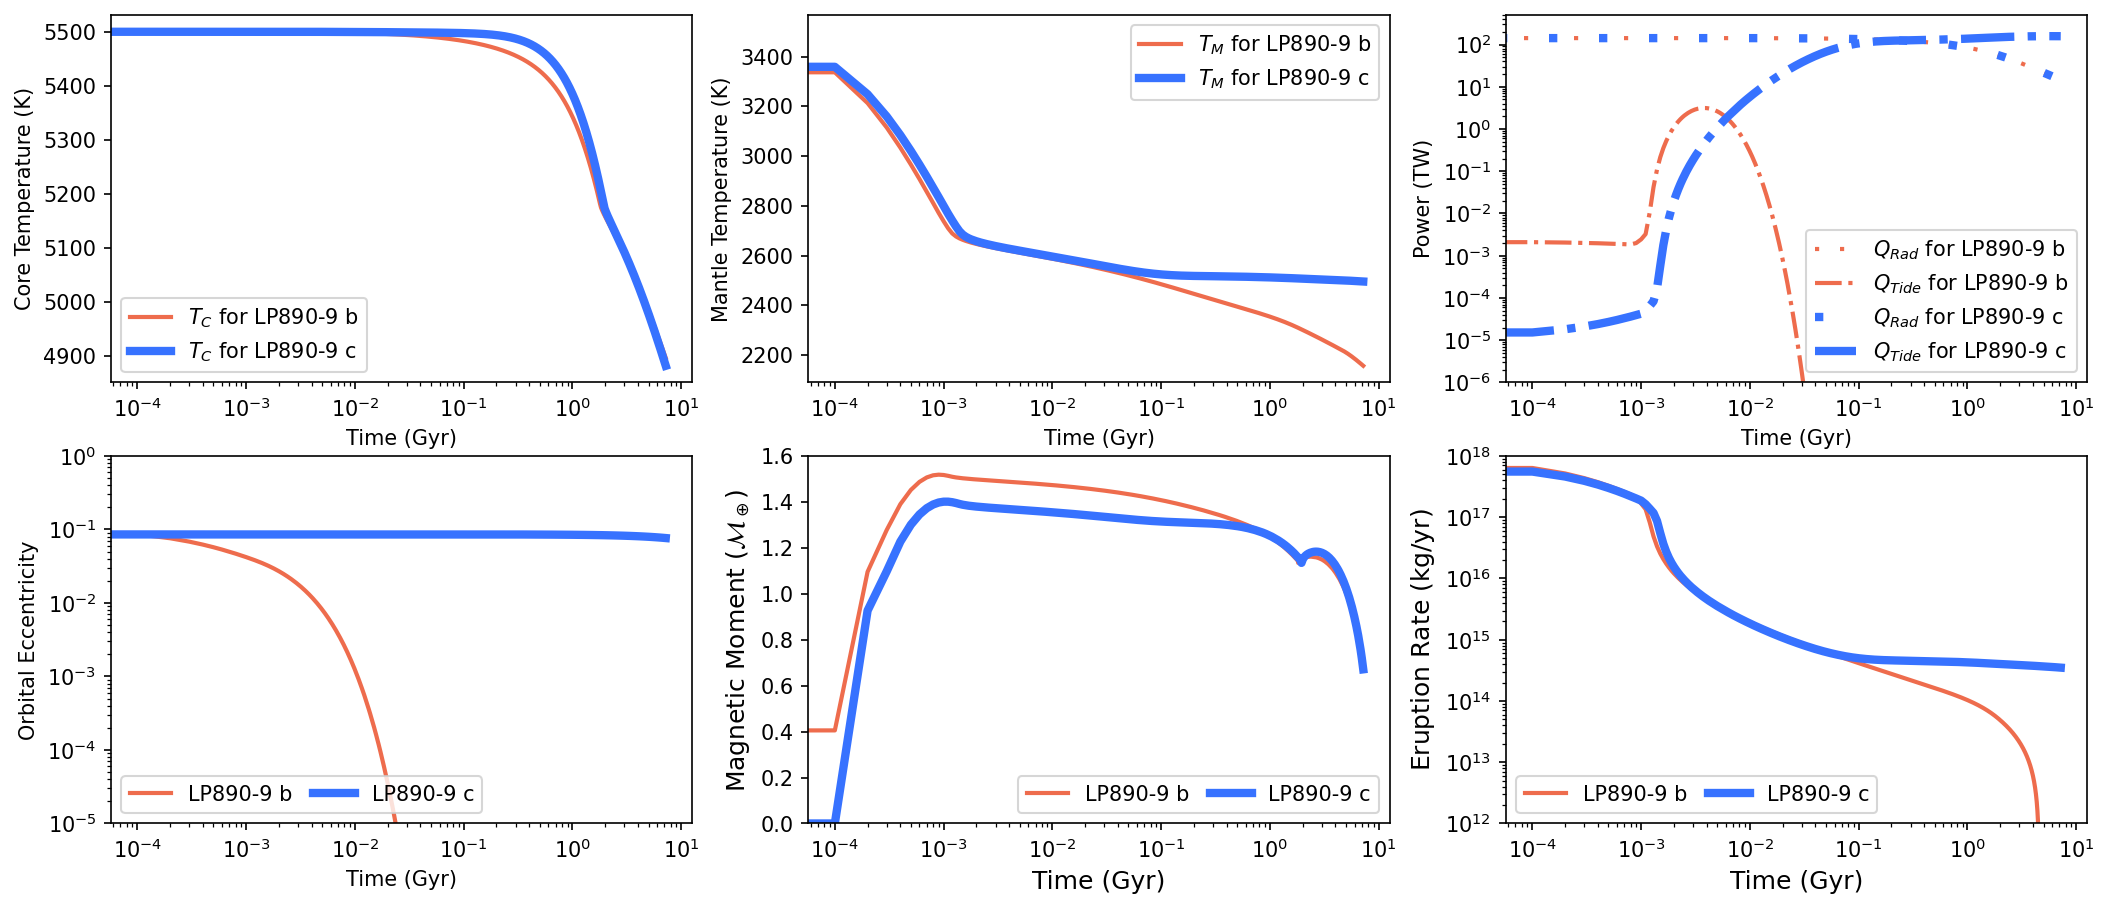 5500
5400
5300
5200
5100
5000
4900
Core Temperature (K)
T_C for LP890-9 b
T_C for LP890-9 c
10^-4 10^-3 10^-2 10^-1 10^0 10^1
Time (Gyr)
3400
3200
3000
2800
2600
2400
2200
Mantle Temperature (K)
T_M for LP890-9 b
T_M for LP890-9 c
10^-4 10^-3 10^-2 10^-1 10^0 10^1
Time (Gyr)
10^2
10^1
10^0
10^-1
10^-2
10^-3
10^-4
10^-5
10^-6
Power (TW)
Q_Rad for LP890-9 b
Q_Tide for LP890-9 b
Q_Rad for LP890-9 c
Q_Tide for LP890-9 c
10^-4 10^-3 10^-2 10^-1 10^0 10^1
Time (Gyr)
10^0
10^-1
10^-2
10^-3
10^-4
10^-5
Orbital Eccentricity
LP890-9 b LP890-9 c
10^-4 10^-3 10^-2 10^-1 10^0 10^1
Time (Gyr)
1.6
1.4
1.2
1.0
0.8
0.6
0.4
0.2
0.0
Magnetic Moment (ℳ_⊕)
LP890-9 b LP890-9 c
10^-4 10^-3 10^-2 10^-1 10^0 10^1
Time (Gyr)
10^18
10^17
10^16
10^15
10^14
10^13
10^12
Eruption Rate (kg/yr)
LP890-9 b LP890-9 c
10^-4 10^-3 10^-2 10^-1 10^0 10^1
Time (Gyr)